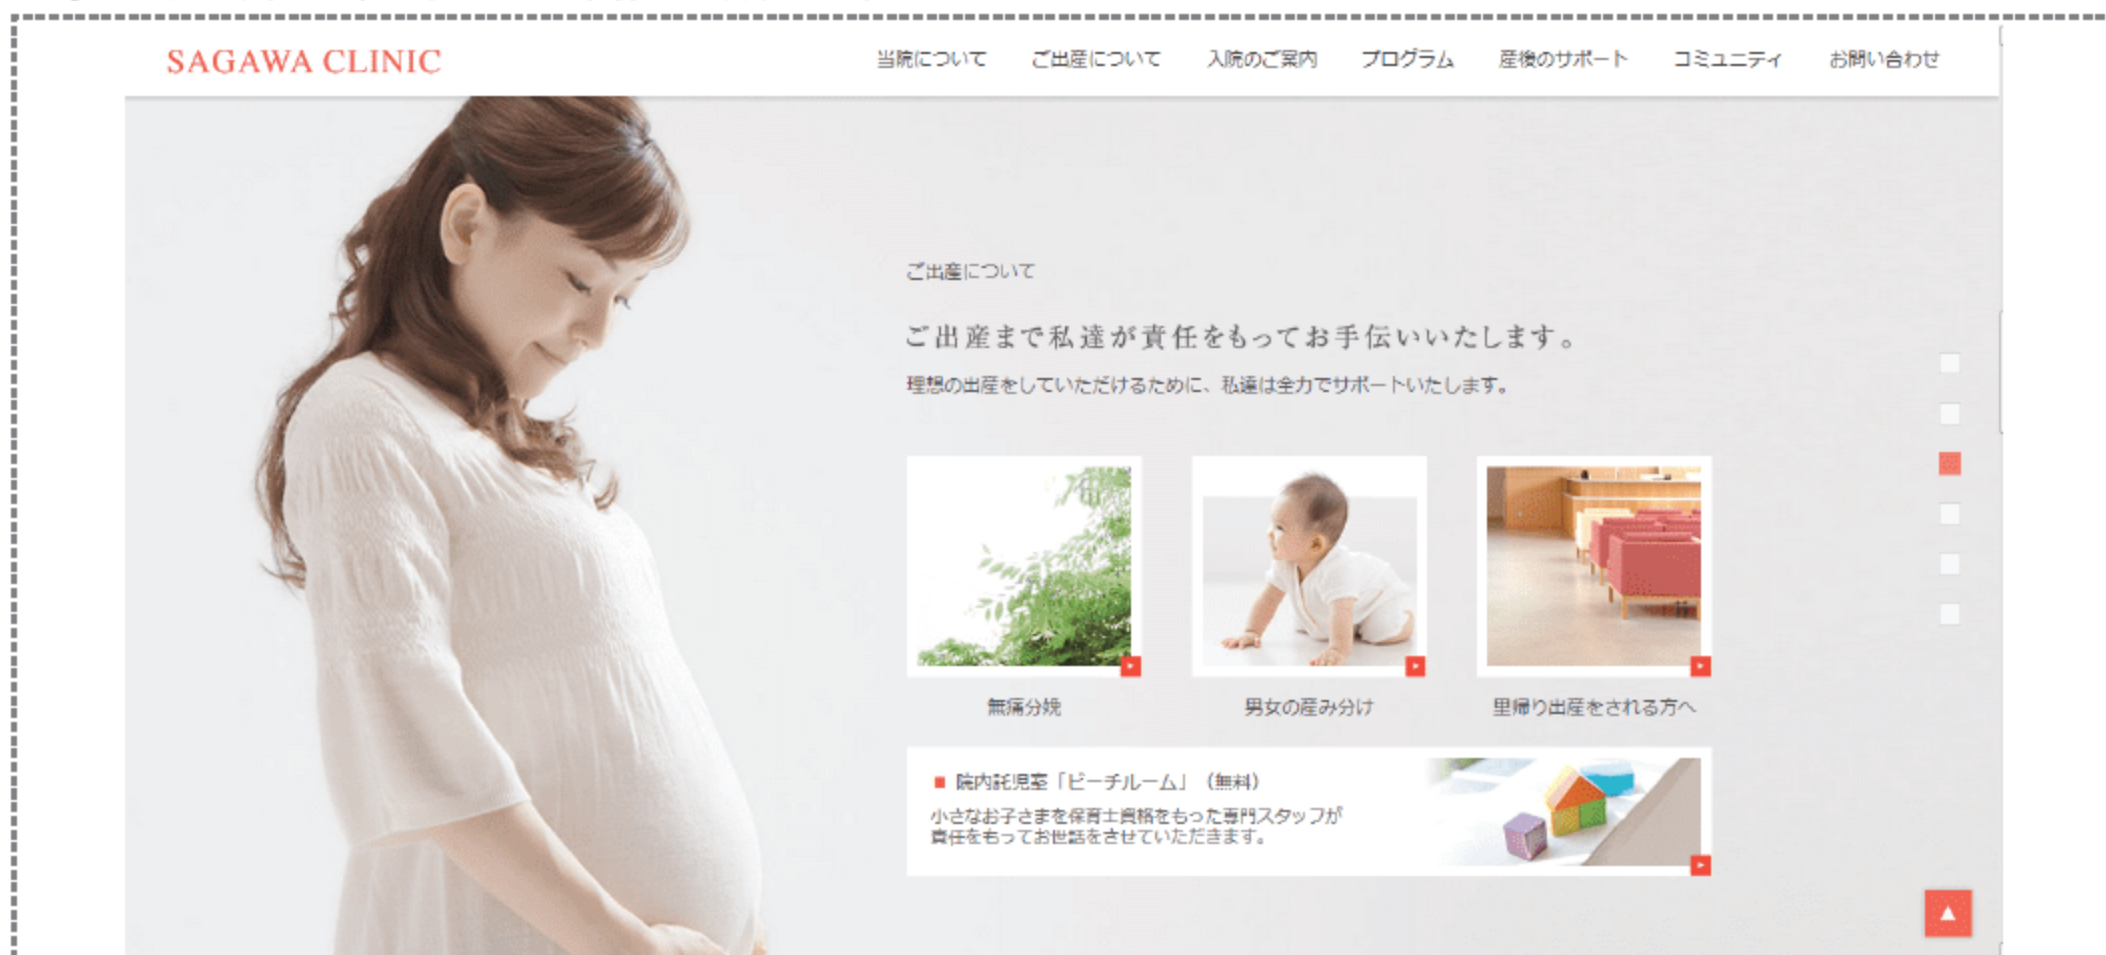 SAGAWA CLINIC
当院について ご出産について 入院のご案内 プログラム 産後のサポート コミュニティ お問い合わせ
ご出産について
ご出産まで私達が責任をもってお手伝いいたします。
理想の出産をしていただけるために、私達は全力でサポートいたします。
無痛分娩 男女の産み分け 里帰り出産をされる方へ
院内託児室「ピーチルーム」（無料）
小さなお子さまを保育士資格をもった専門スタッフが
責任をもってお世話をさせていただきます。